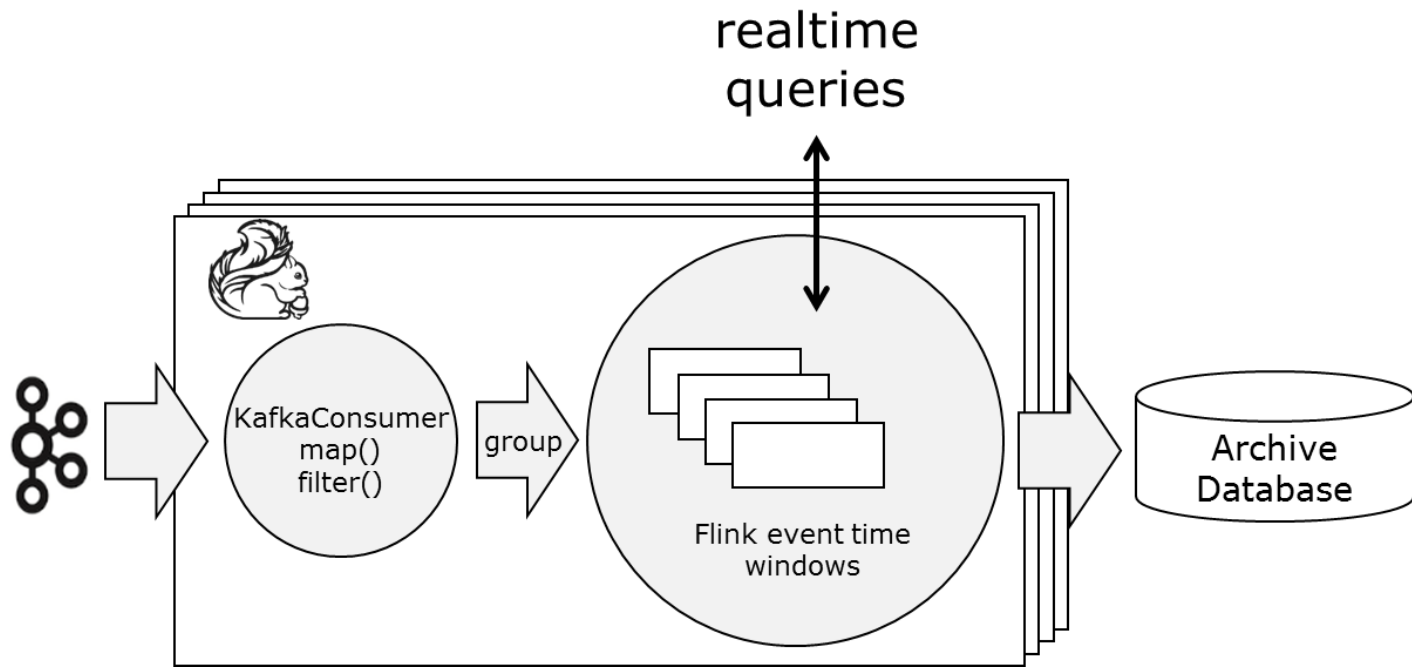 realtime
queries
KafkaConsumer
map()
filter()
group
Flink event time
windows
Archive
Database